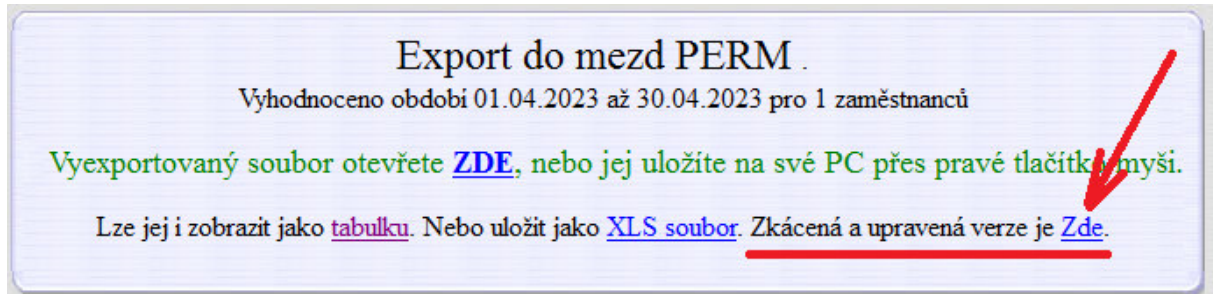 Export do mezd PERM .
Vyhodnoceno období 01.04.2023 až 30.04.2023 pro 1 zaměstnanců
Vyexportovaný soubor otevřete ZDE, nebo jej uložíte na své PC přes pravé tlačítko myši.
Lze jej i zobrazit jako tabulku. Nebo uložit jako XLS soubor. Zkácená a upravená verze je Zde.